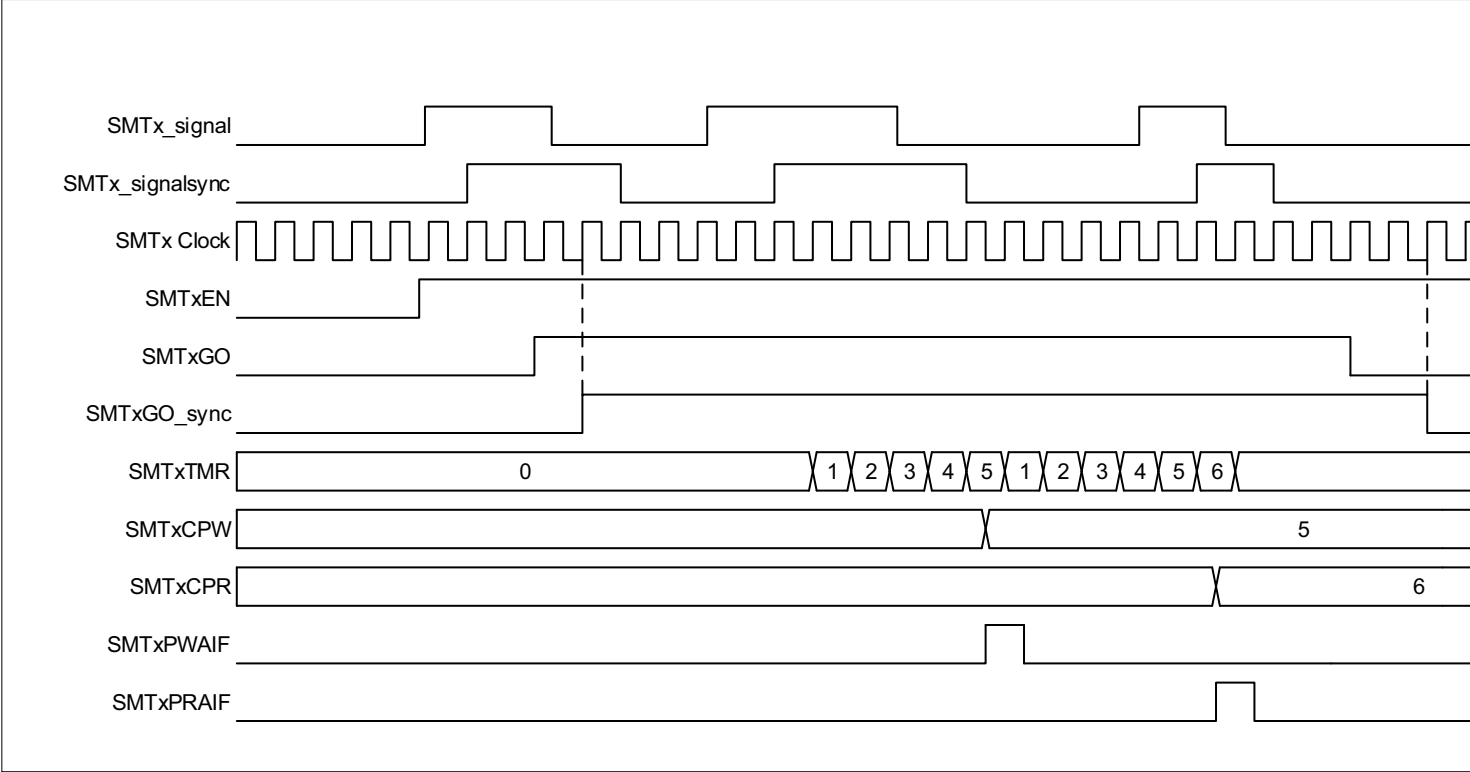 SMTx_signal
SMTx_signalsync
SMTx Clock
SMTxEN
SMTxGO
SMTxGO_sync
SMTxTMR 0 1 2 3 4 5 1 2 3 4 5 6
SMTxCPW 5
SMTxCPR 6
SMTxPWAIF
SMTxPRAIF